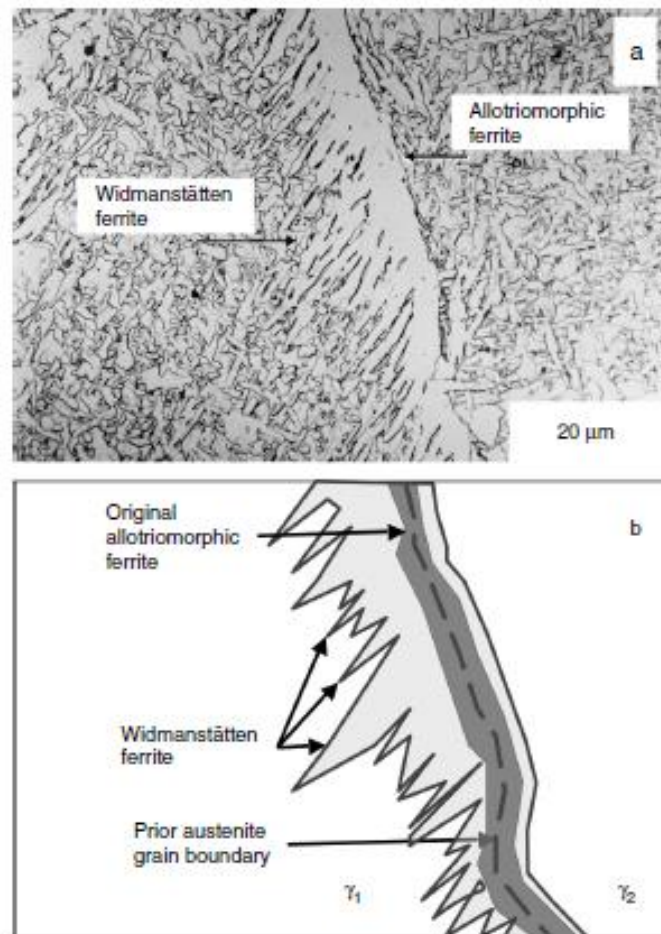 a
Allotriomorphic
ferrite
Widmanstätten
ferrite
20 µm
Original
allotriomorphic
ferrite
b
Widmanstätten
ferrite
Prior austenite
grain boundary
γ1
γ2